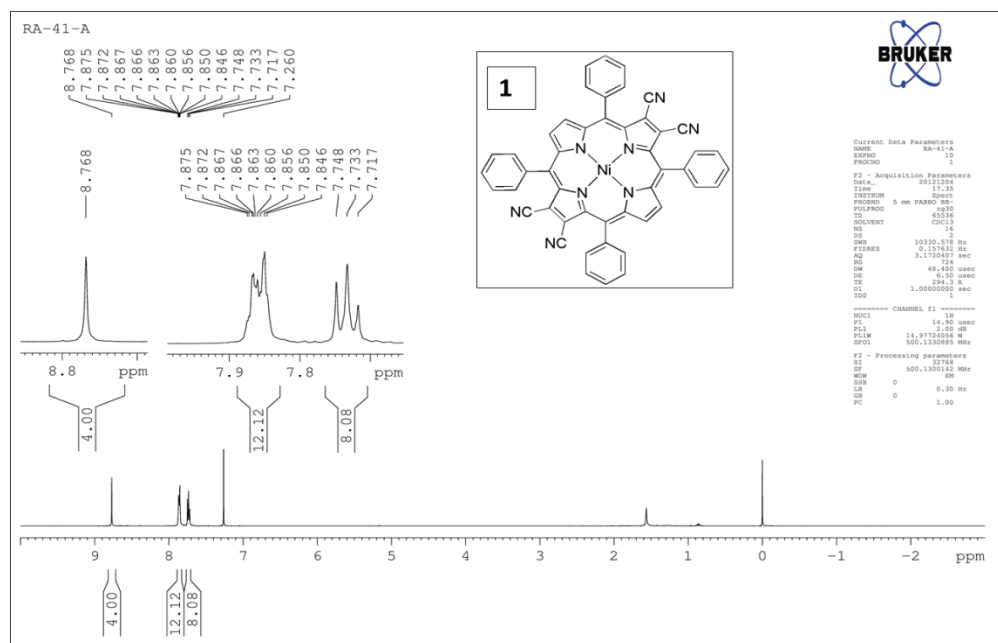 RA-41-A
8.768
7.875
7.872
7.867
7.866
7.863
7.860
7.856
7.850
7.846
7.748
7.733
7.717
7.260
BRUKER
1
CN
CN
N
N
Ni
N
N
NC
NC
8.768
7.875
7.872
7.867
7.866
7.863
7.860
7.856
7.850
7.846
7.748
7.733
7.717
8.8 ppm
7.9 7.8 ppm
4.00
12.12
8.08
Current Data Parameters
NAME RA-41-A
EXPNO 10
PROCNO 1
F2 - Acquisition Parameters
Date_ 20121204
Time 17.35
INSTRUM Spect
PROBHD 5 mm PABBO BB-
PULPROG zg30
TD 65536
SOLVENT CDCl3
NS 16
DS 2
SWH 10330.578 Hz
FIDRES 0.157632 Hz
AQ 3.1720407 sec
RG 724
DW 48.400 usec
DE 6.50 usec
TE 294.3 K
D1 1.00000000 sec
TD0 1
======== CHANNEL f1 ========
NUC1 1H
P1 14.90 usec
PL1 2.00 dB
PL1W 14.97724056 W
SFO1 500.1330885 MHz
F2 - Processing parameters
SI 32768
SF 500.1300142 MHz
WDW EM
SSB 0
LB 0.30 Hz
GB 0
PC 1.00
9 8 7 6 5 4 3 2 1 0 -1 -2 ppm
4.00
12.12
8.08